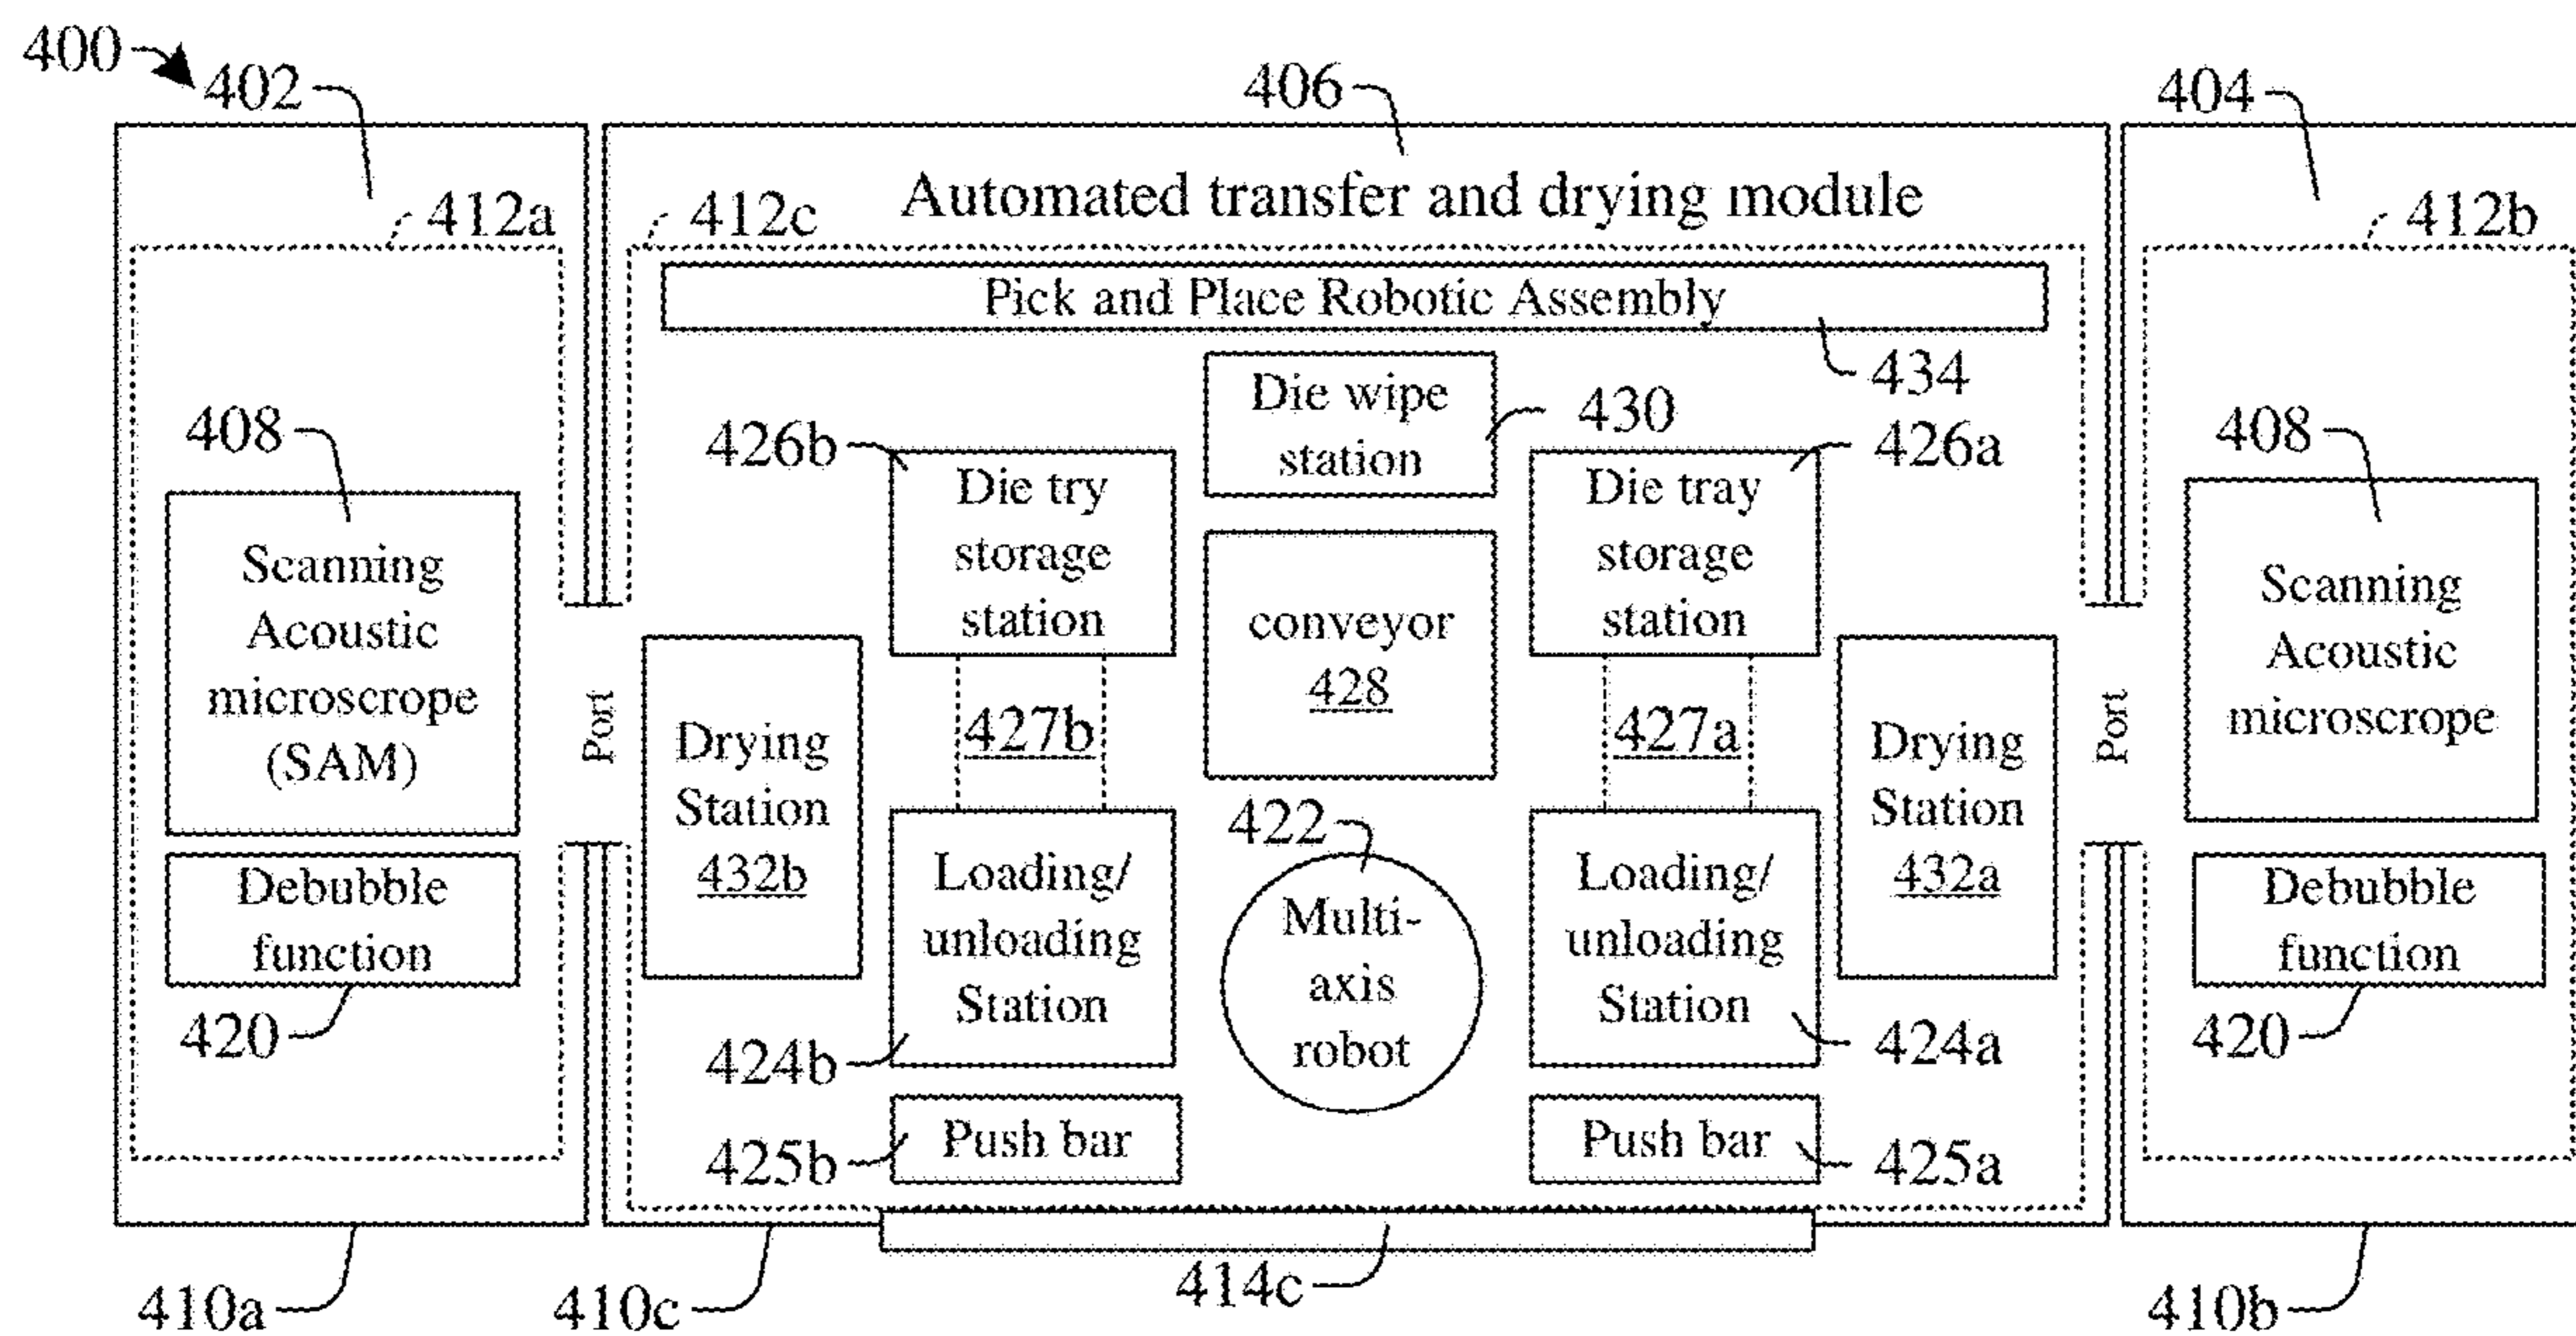 400
402
406
404
412a
412c
Automated transfer and drying module
412b
Pick and Place Robotic Assembly
434
408
Scanning
Acoustic
microscrope
(SAM)
Debubble
function
420
Port
426b
Die try
storage
station
Die wipe
station
430
426a
Die tray
storage
station
conveyor
428
427b
427a
Drying
Station
432b
Loading/
unloading
Station
424b
422
Multi-
axis
robot
Loading/
unloading
Station
424a
Drying
Station
432a
Push bar
425b
Push bar
425a
Port
408
Scanning
Acoustic
microscrope
Debubble
function
420
410a
410c
414c
410b